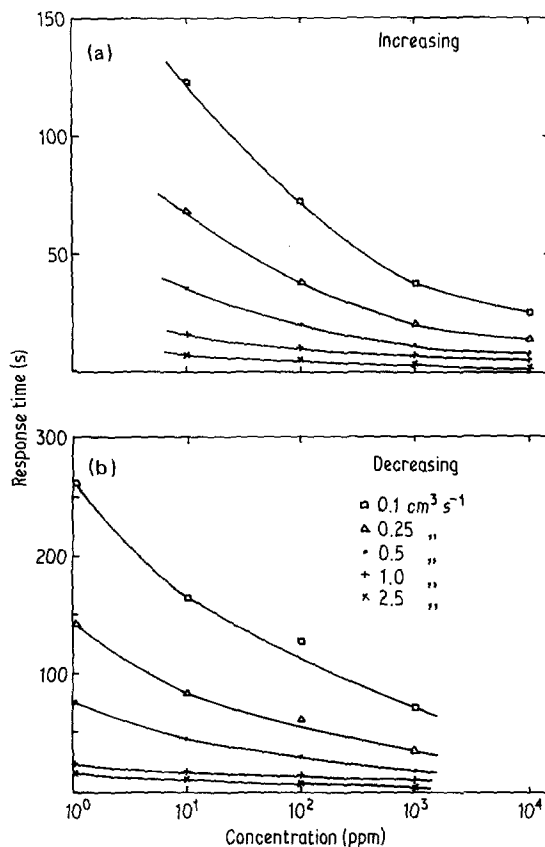 150
(a)
Increasing
100
50
Response time (s)
300
(b)
Decreasing
0.1 cm³ s⁻¹
0.25 ,,
200
0.5 ,,
1.0 ,,
2.5 ,,
100
10⁰ 10¹ 10² 10³ 10⁴
Concentration (ppm)